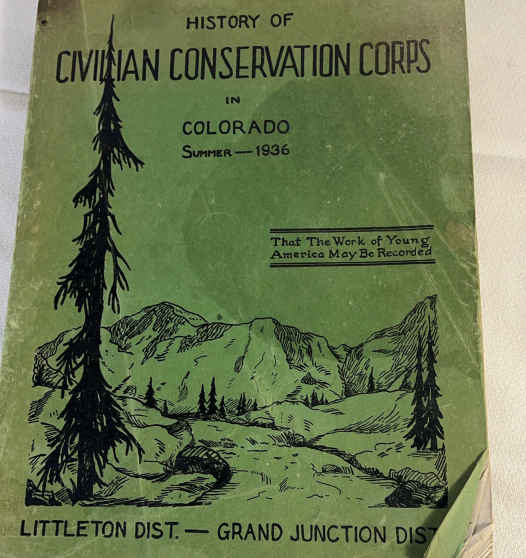 HISTORY OF
CIVILIAN CONSERVATION CORPS
IN
COLORADO
SUMMER — 1936
That The Work of Young
America May Be Recorded
LITTLETON DIST. — GRAND JUNCTION DIST